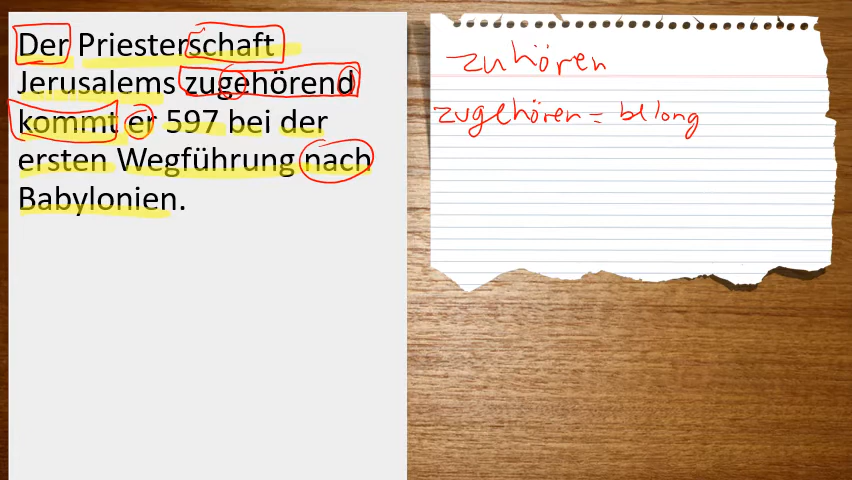 Der Priesterschaft
Jerusalems zugehörend
kommt er 597 bei der
ersten Wegführung nach
Babylonien.
zuhören
zugehören = belong